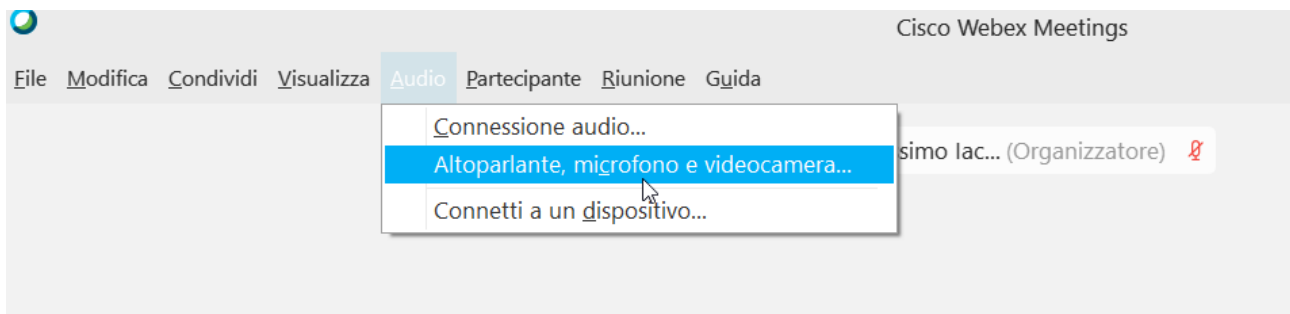 Cisco Webex Meetings
File Modifica Condividi Visualizza Audio Partecipante Riunione Guida
Connessione audio...
simo Iac... (Organizzatore)
Altoparlante, microfono e videocamera...
Connetti a un dispositivo...